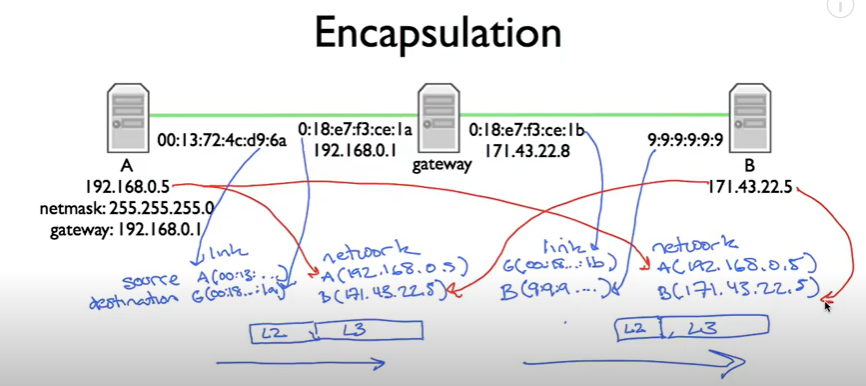 Encapsulation
00:13:72:4c:d9:6a
0:18:e7:f3:ce:1a
192.168.0.1
0:18:e7:f3:ce:1b
171.43.22.8
9:9:9:9:9:9
A
gateway
B
192.168.0.5
netmask: 255.255.255.0
gateway: 192.168.0.1
171.43.22.5
link
source A(00:13:...)
destination G(00:18...:1a)
network
A(192.168.0.5)
B(171.43.22.5)
link
G(00:18...:1b)
B(9:9:9....)
network
A(192.168.0.5)
B(171.43.22.5)
L2 L3
L2 L3